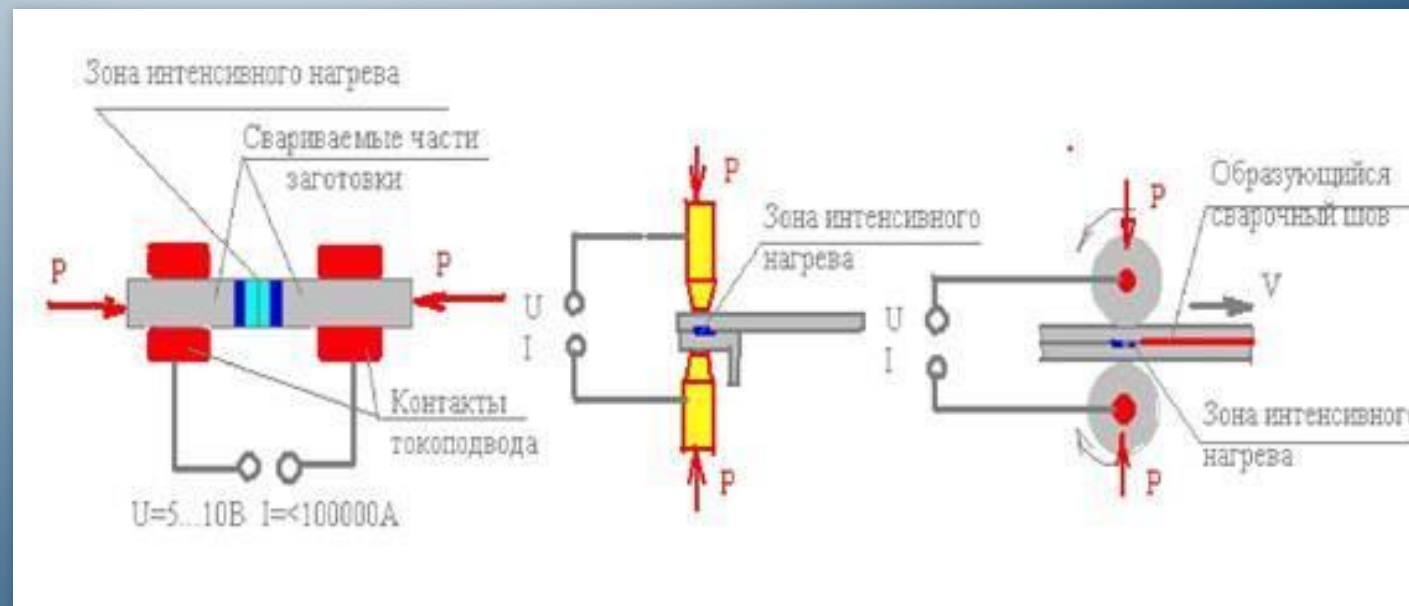 Зона интенсивного нагрева
Свариваемые части
заготовки
P
P
Контакты
токоподвода
U=5...10В I=<100000А
P
Зона интенсивного
нагрева
U
I
P
P
Образующийся
сварочный шов
V
U
I
Зона интенсивного
нагрева
P